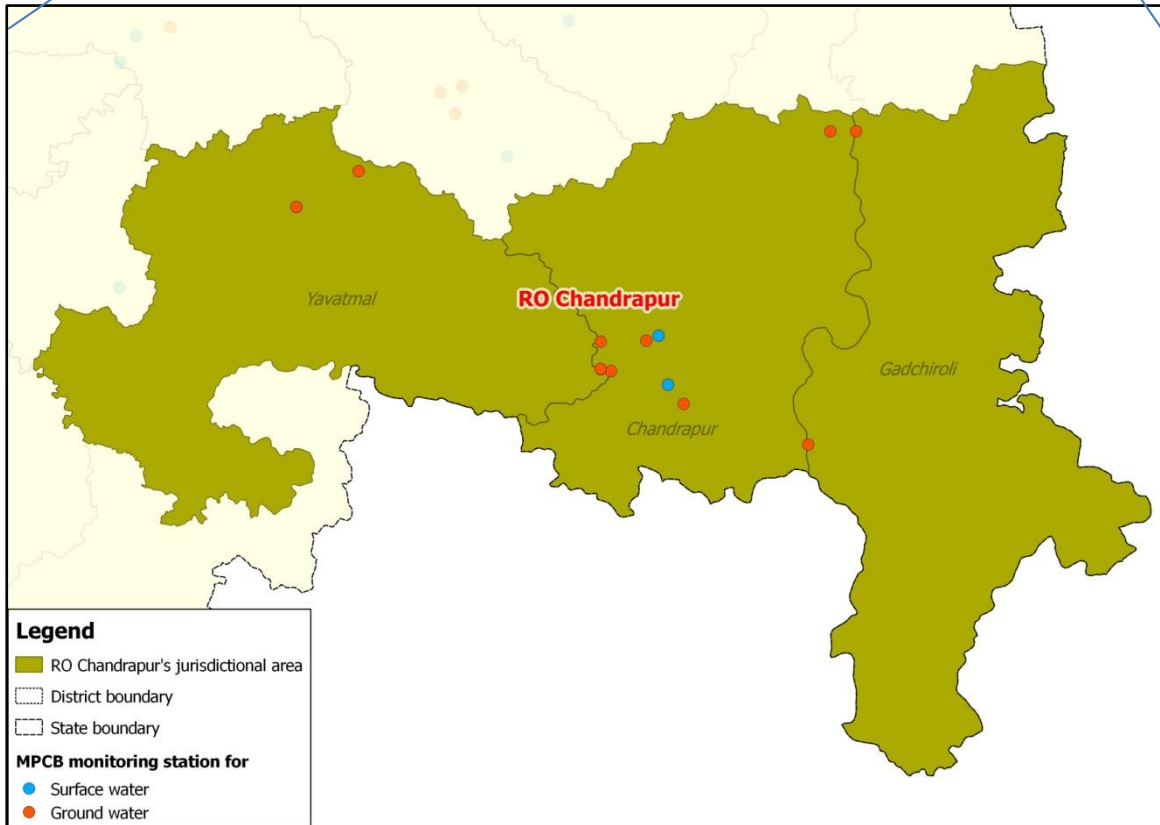 RO Chandrapur
Yavatmal
Gadchiroli
Chandrapur
Legend
RO Chandrapur's jurisdictional area
District boundary
State boundary
MPCB monitoring station for
Surface water
Ground water